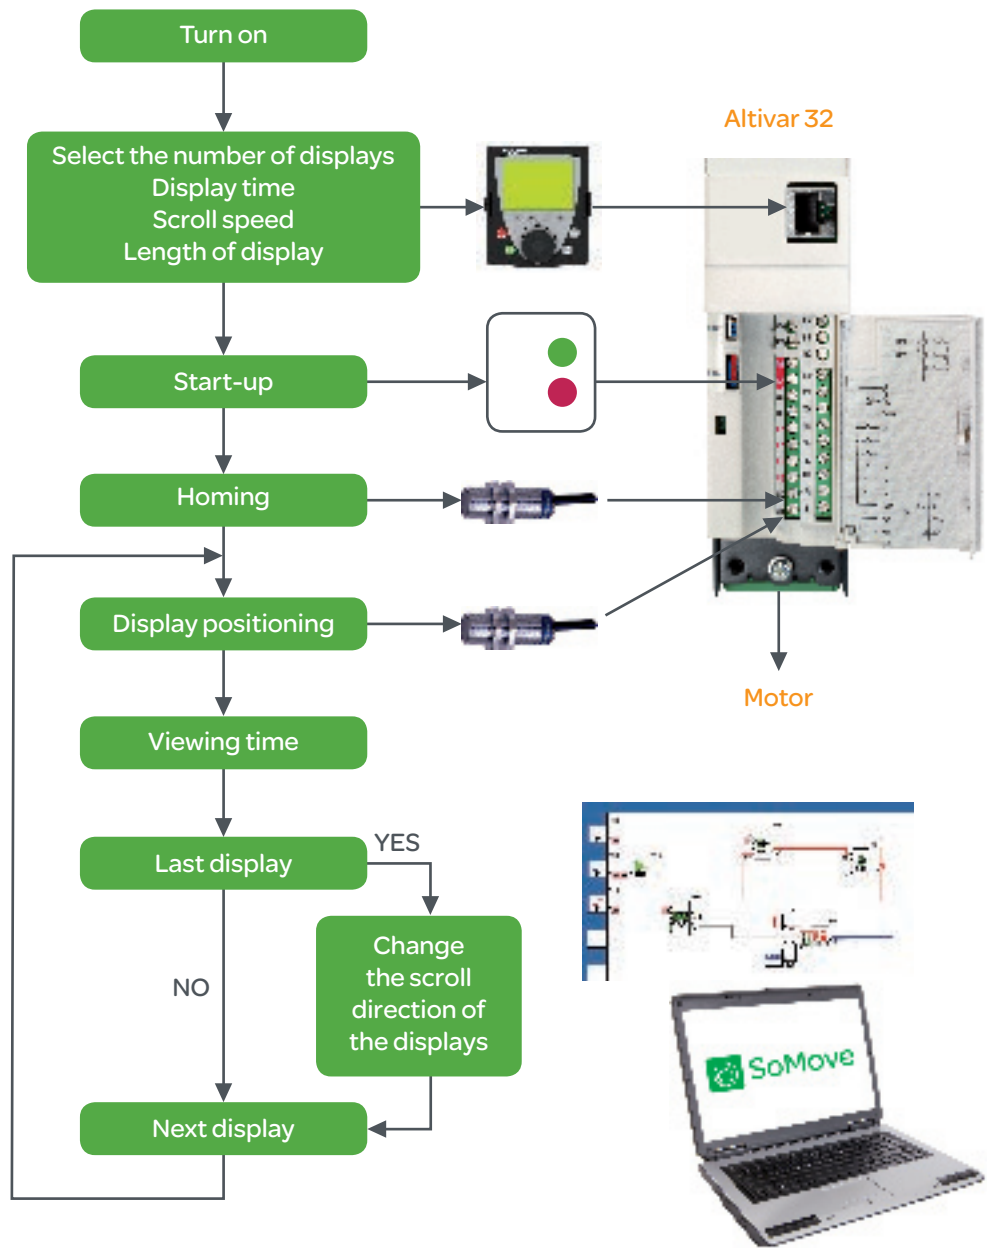 Turn on
Altivar 32
Select the number of displays
Display time
Scroll speed
Length of display
Start-up
Homing
Display positioning
Motor
Viewing time
YES
Last display
Change
the scroll
direction of
the displays
NO
SoMove
Next display